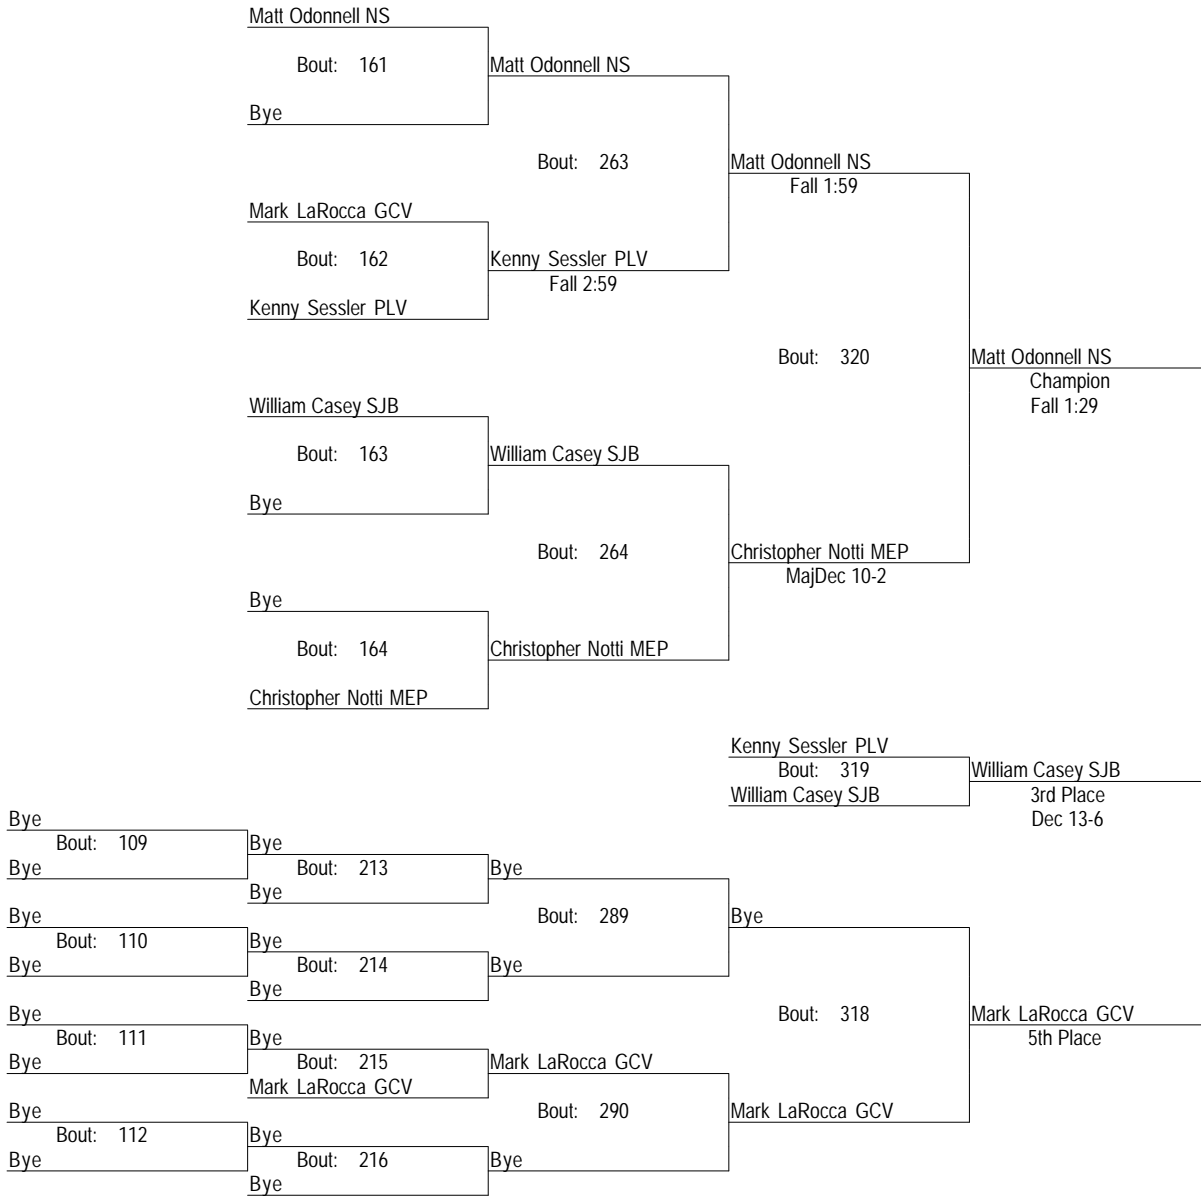 Matt Odonnell NS
Bout: 161
Matt Odonnell NS
Bye
Bout: 263
Matt Odonnell NS
Fall 1:59
Mark LaRocca GCV
Bout: 162
Kenny Sessler PLV
Fall 2:59
Kenny Sessler PLV
Bout: 320
Matt Odonnell NS
Champion
Fall 1:29
William Casey SJB
Bout: 163
William Casey SJB
Bye
Bout: 264
Christopher Notti MEP
MajDec 10-2
Bye
Bout: 164
Christopher Notti MEP
Christopher Notti MEP
Kenny Sessler PLV
Bout: 319
William Casey SJB
William Casey SJB
3rd Place
Dec 13-6
Bye
Bout: 109
Bye
Bye
Bout: 213
Bye
Bye
Bout: 289
Bye
Bye
Bout: 110
Bye
Bye
Bout: 214
Bye
Bye
Bout: 318
Mark LaRocca GCV
5th Place
Bye
Bout: 111
Bye
Bye
Bout: 215
Mark LaRocca GCV
Mark LaRocca GCV
Bout: 290
Mark LaRocca GCV
Bye
Bout: 112
Bye
Bye
Bout: 216
Bye
Bye